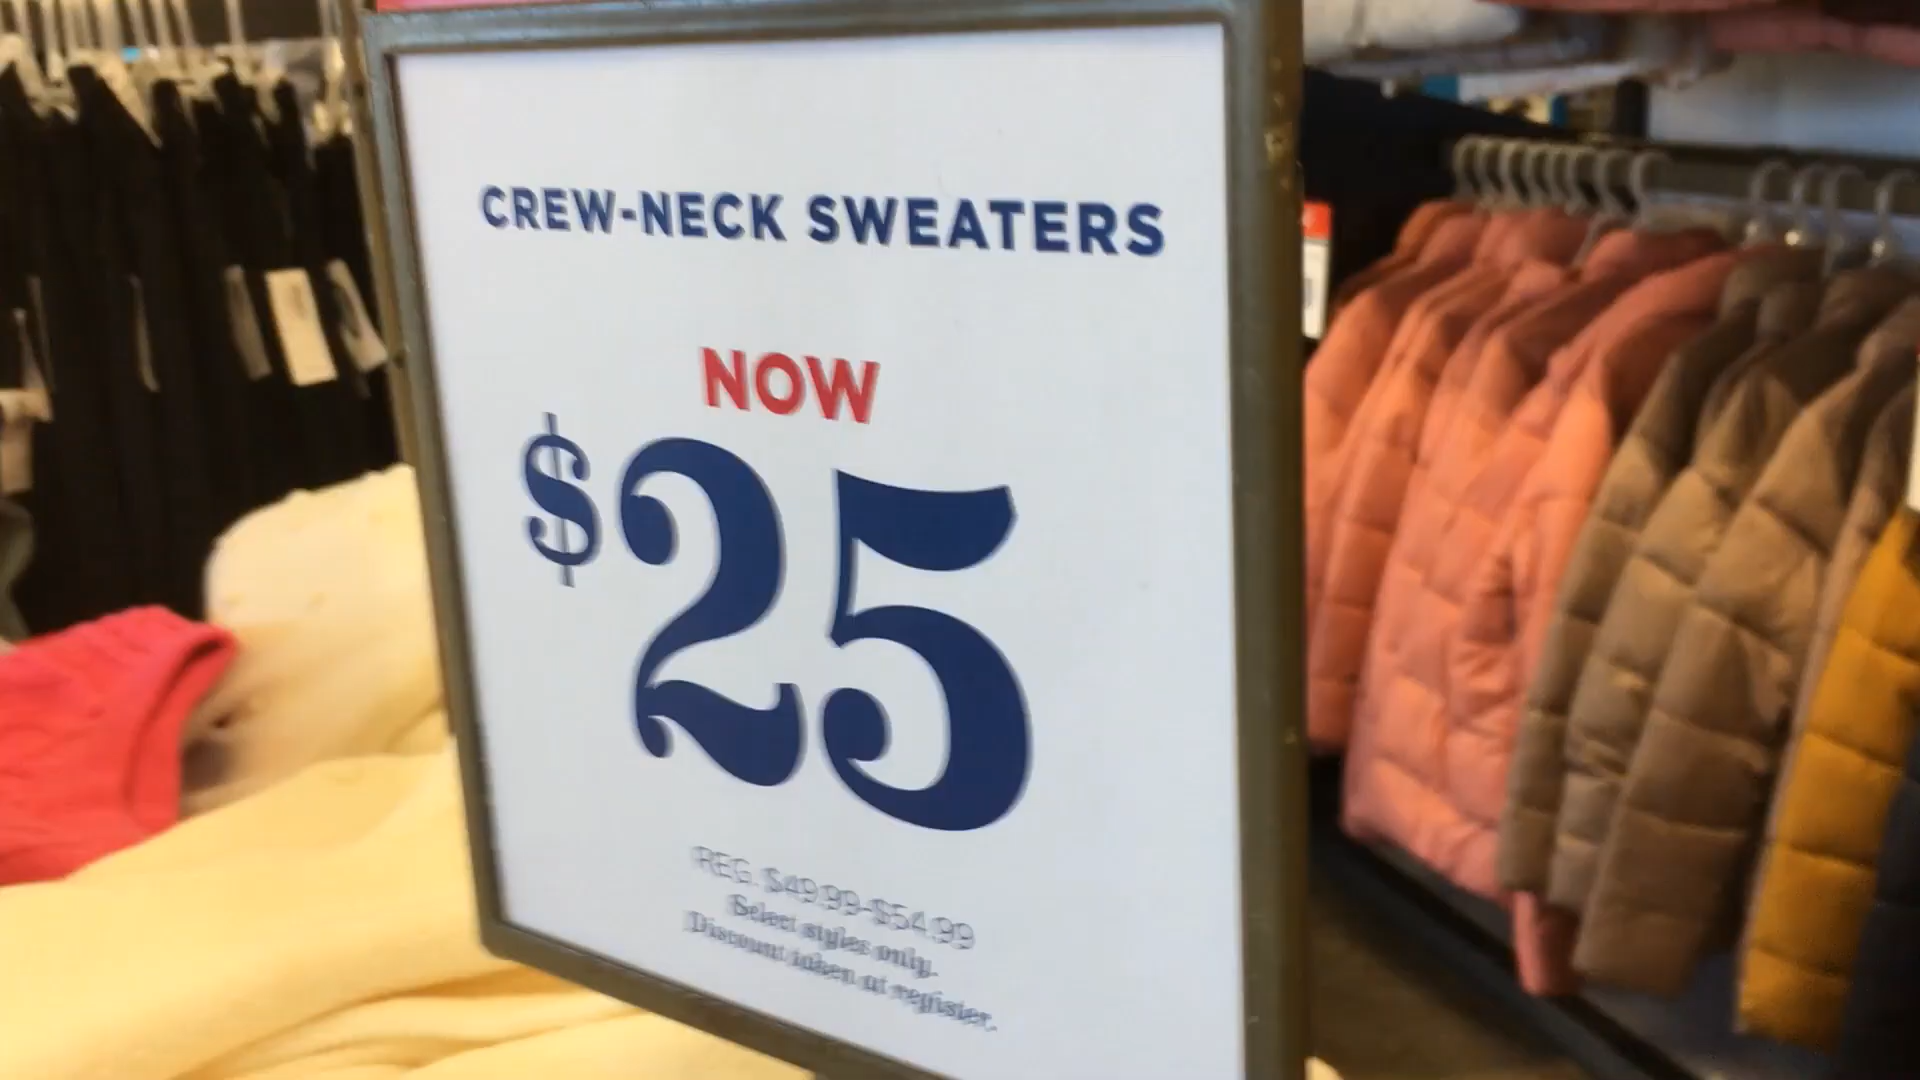 CREW-NECK SWEATERS
NOW
$25
REG. $49.99-$54.99
Select styles only.
Discount taken at register.